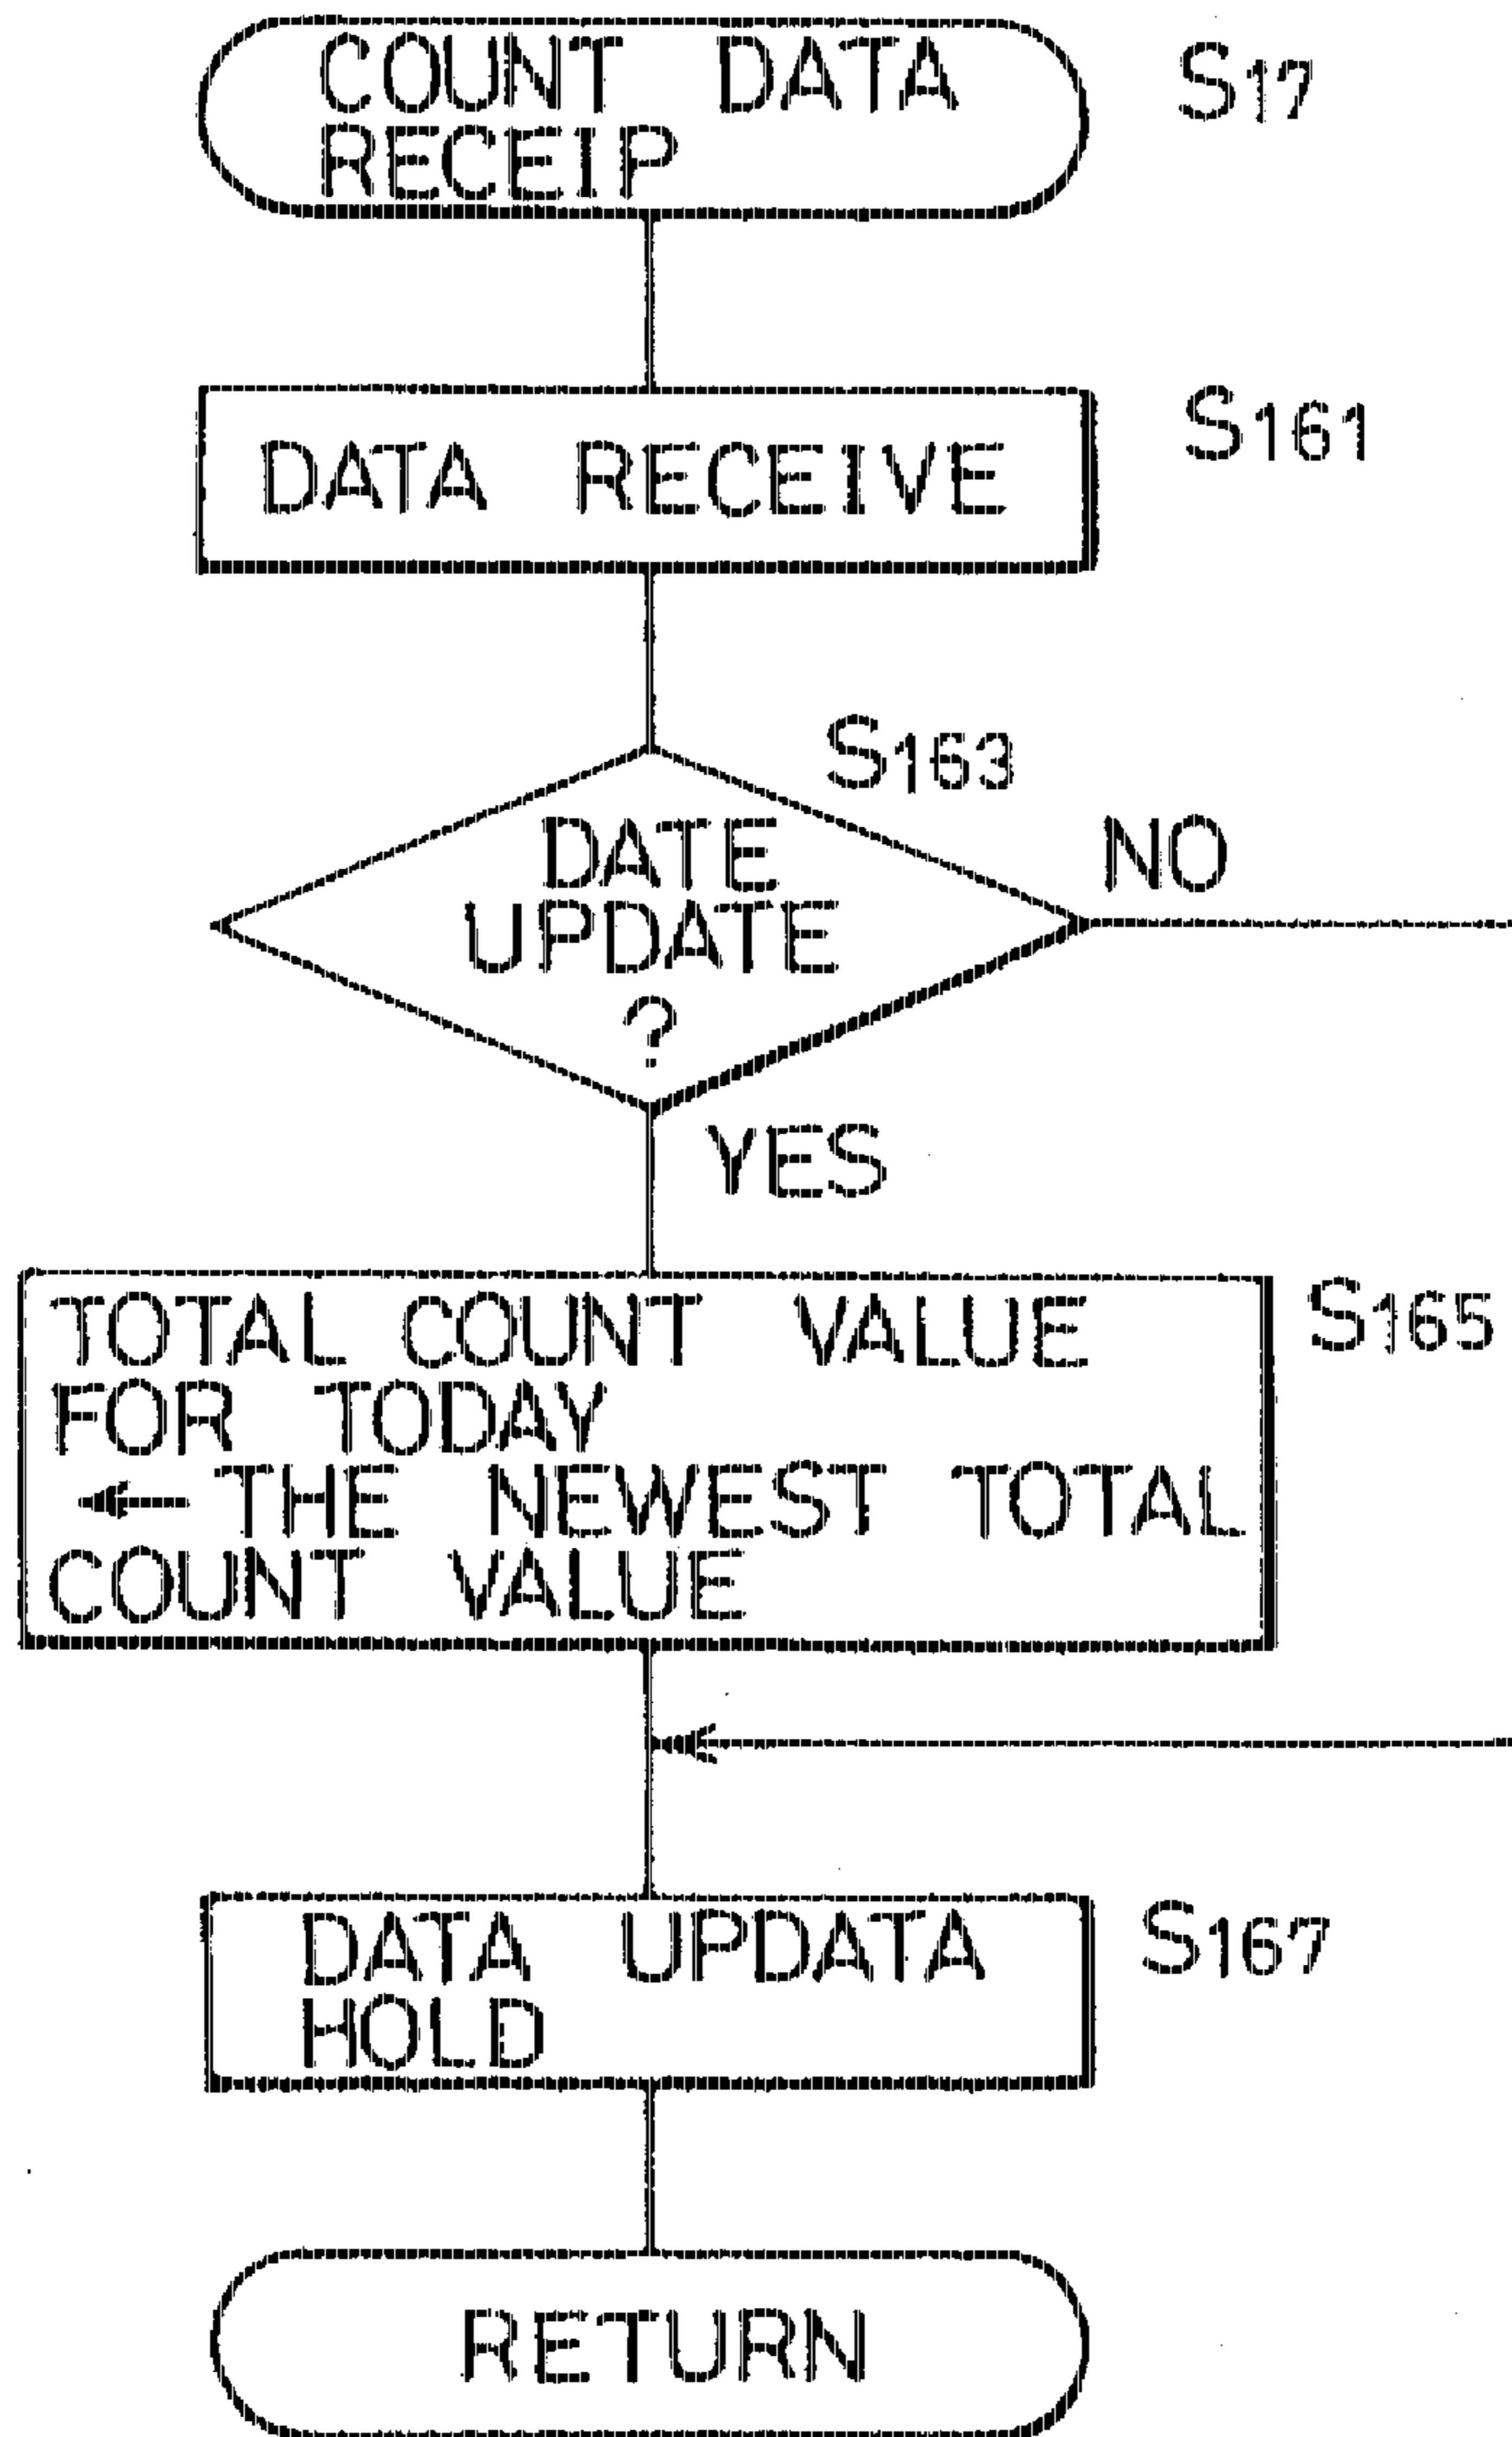 COUNT DATA
RECEIP
S17
DATA RECEIVE
S161
S163
DATE
UPDATE
?
NO
YES
TOTAL COUNT VALUE
FOR TODAY
← THE NEWEST TOTAL
COUNT VALUE
S165
DATA UPDATA
HOLD
S167
RETURN